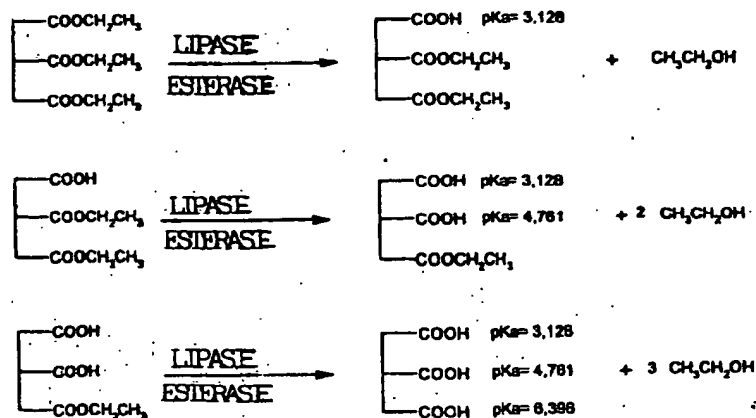 COOCH₂CH₃
COOCH₂CH₃
COOCH₂CH₃
LIPASE
ESTERASE
COOH pKa= 3,128
COOCH₂CH₃
COOCH₂CH₃
+ CH₃CH₂OH
COOH
COOCH₂CH₃
COOCH₂CH₃
LIPASE
ESTERASE
COOH pKa= 3,128
COOH pKa= 4,761
COOCH₂CH₃
+ 2 CH₃CH₂OH
COOH
COOH
COOCH₂CH₃
LIPASE
ESTERASE
COOH pKa= 3,128
COOH pKa= 4,761
COOH pKa= 6,396
+ 3 CH₃CH₂OH